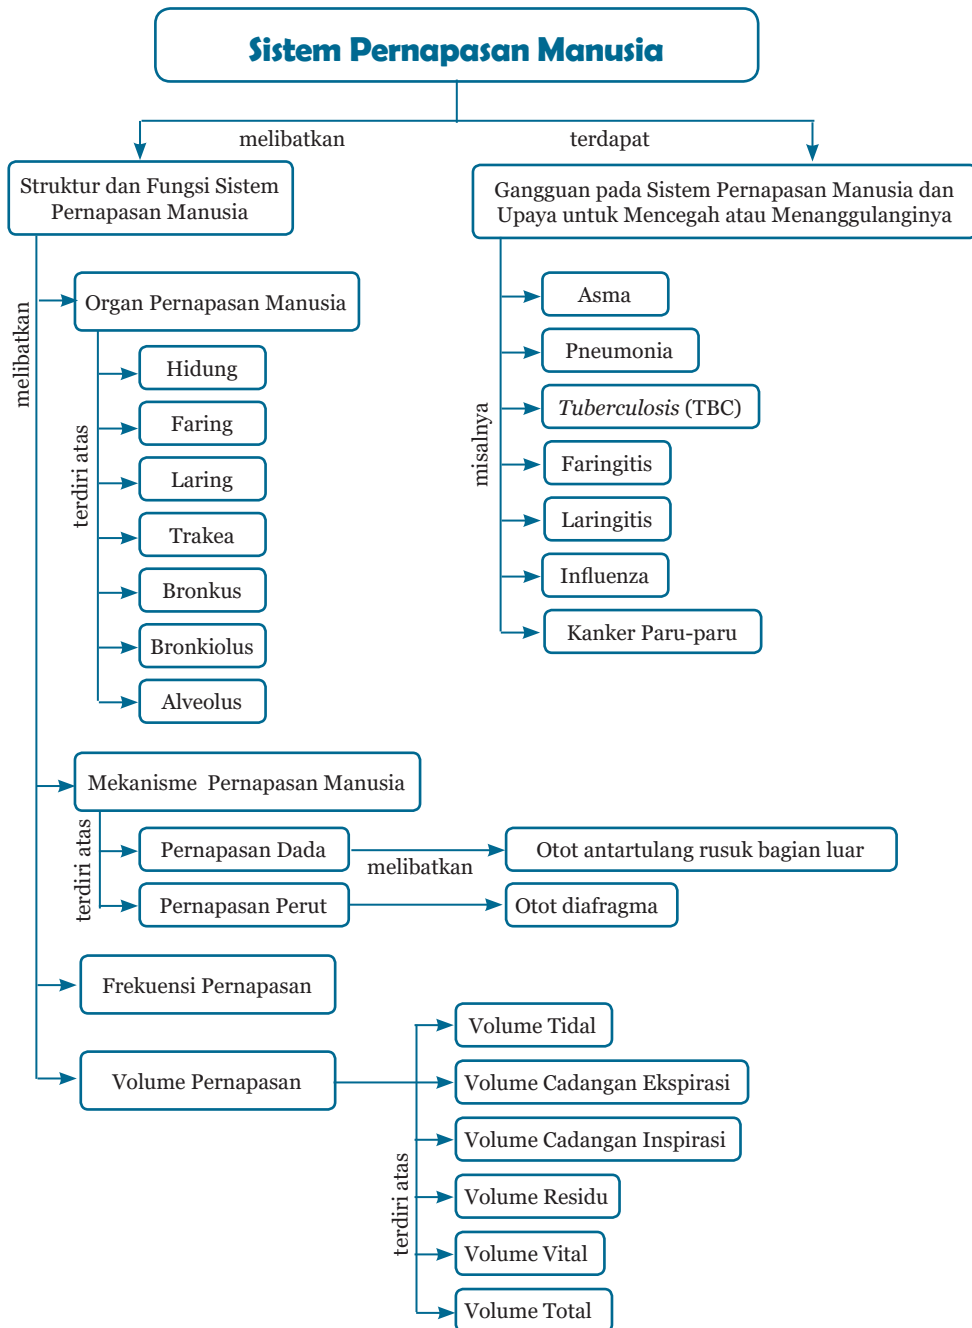 Sistem Pernapasan Manusia
melibatkan
terdapat
Struktur dan Fungsi Sistem
Pernapasan Manusia
Gangguan pada Sistem Pernapasan Manusia dan
Upaya untuk Mencegah atau Menanggulanginya
melibatkan
Organ Pernapasan Manusia
terdiri atas
Hidung
Faring
Laring
Trakea
Bronkus
Bronkiolus
Alveolus
misalnya
Asma
Pneumonia
Tuberculosis (TBC)
Faringitis
Laringitis
Influenza
Kanker Paru-paru
Mekanisme Pernapasan Manusia
terdiri atas
Pernapasan Dada
melibatkan
Otot antartulang rusuk bagian luar
Pernapasan Perut
Otot diafragma
Frekuensi Pernapasan
Volume Pernapasan
terdiri atas
Volume Tidal
Volume Cadangan Ekspirasi
Volume Cadangan Inspirasi
Volume Residu
Volume Vital
Volume Total